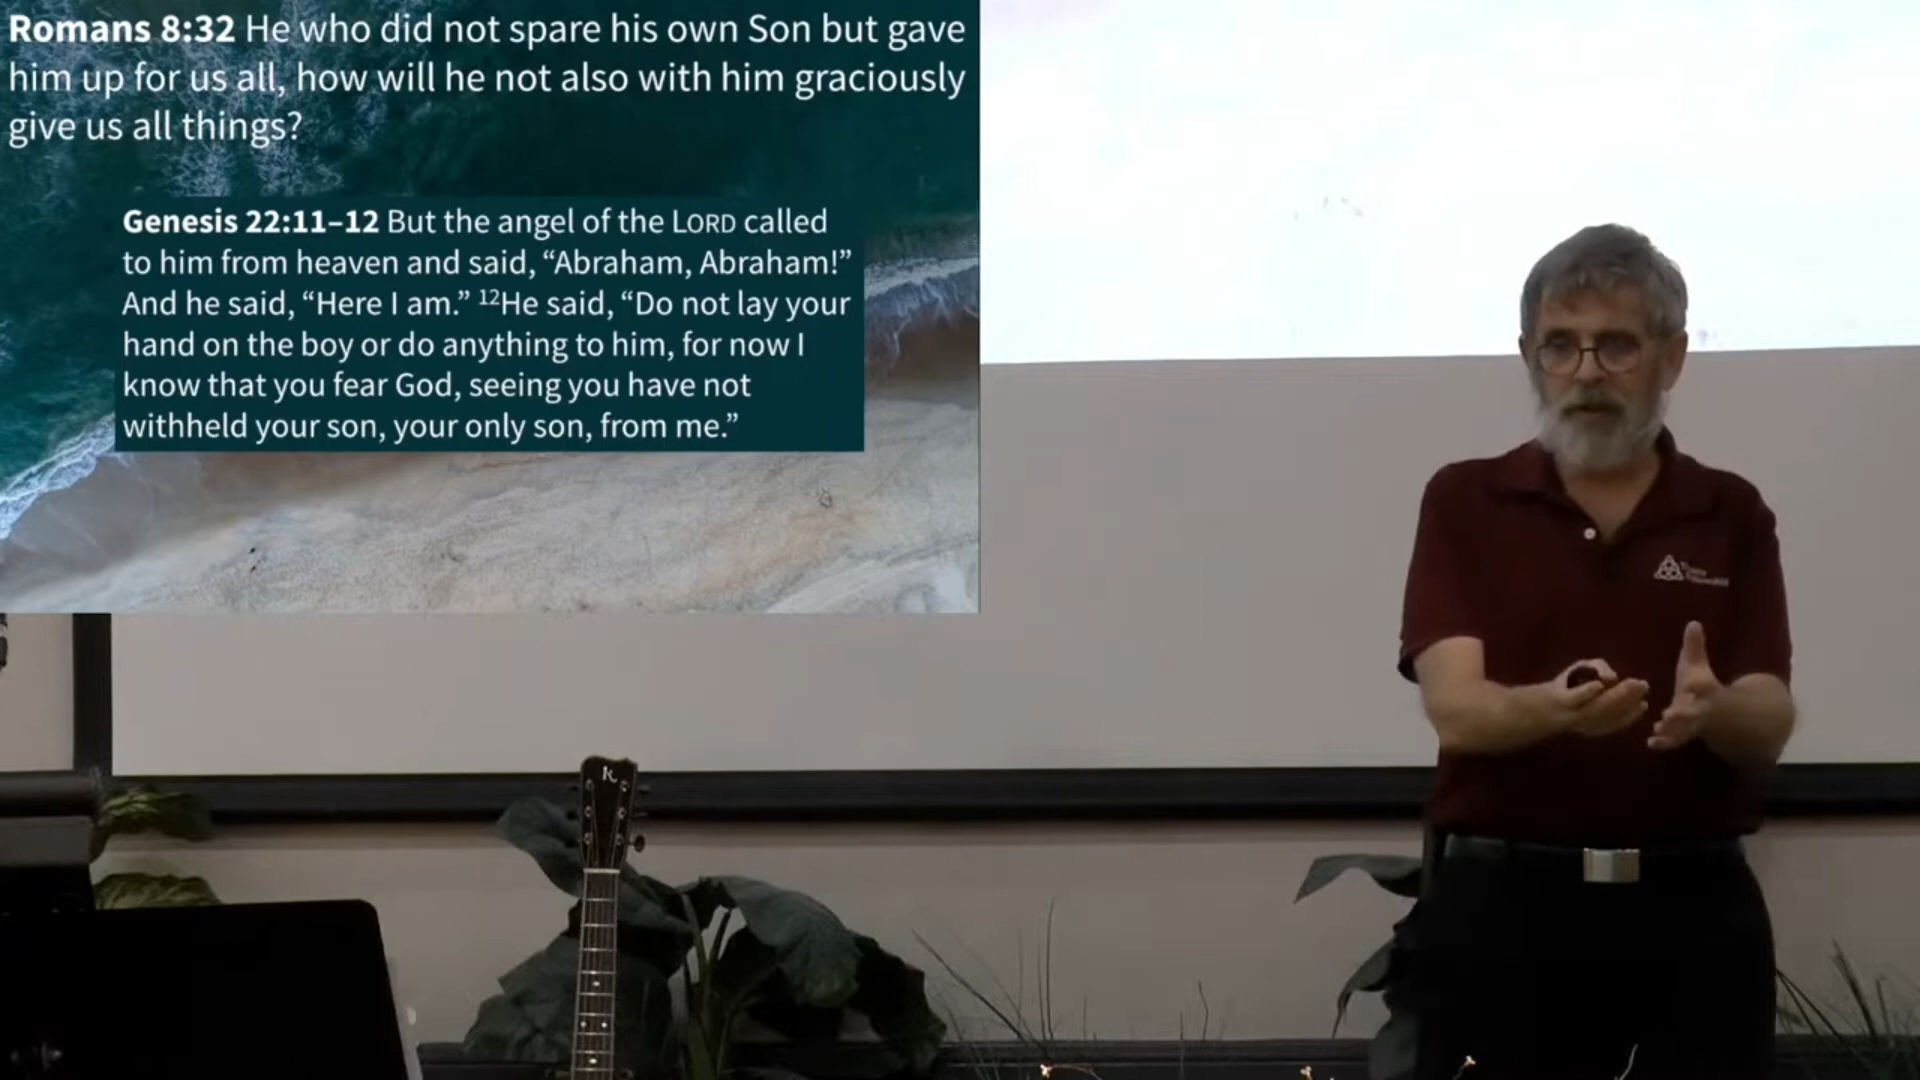 Romans 8:32 He who did not spare his own Son but gave
him up for us all, how will he not also with him graciously
give us all things?
Genesis 22:11–12 But the angel of the LORD called
to him from heaven and said, “Abraham, Abraham!”
And he said, “Here I am.” ¹²He said, “Do not lay your
hand on the boy or do anything to him, for now I
know that you fear God, seeing you have not
withheld your son, your only son, from me.”
K